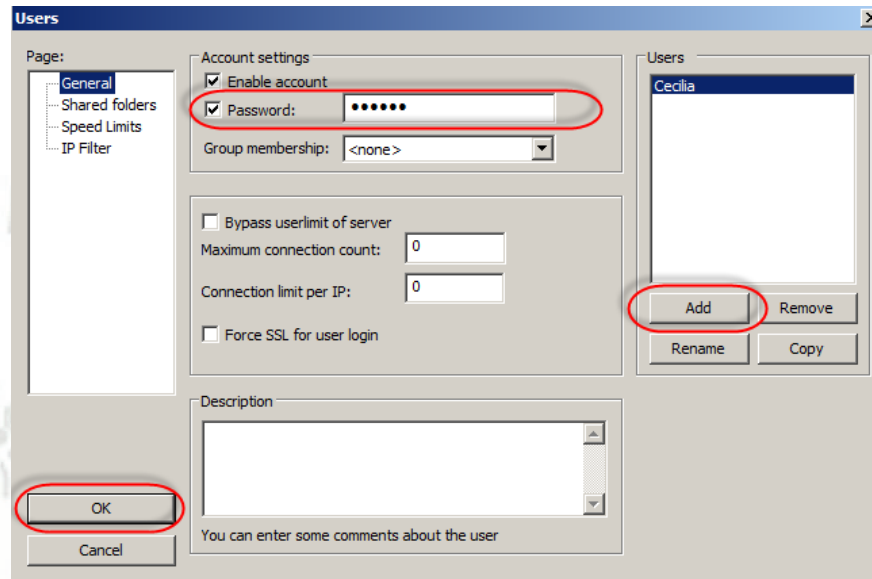 Users
Page:
General
Shared folders
Speed Limits
IP Filter
Account settings
Enable account
Password: ••••••
Group membership: <none>
Bypass userlimit of server
Maximum connection count: 0
Connection limit per IP: 0
Force SSL for user login
Description
You can enter some comments about the user
Users
Cecilia
Add Remove
Rename Copy
OK
Cancel